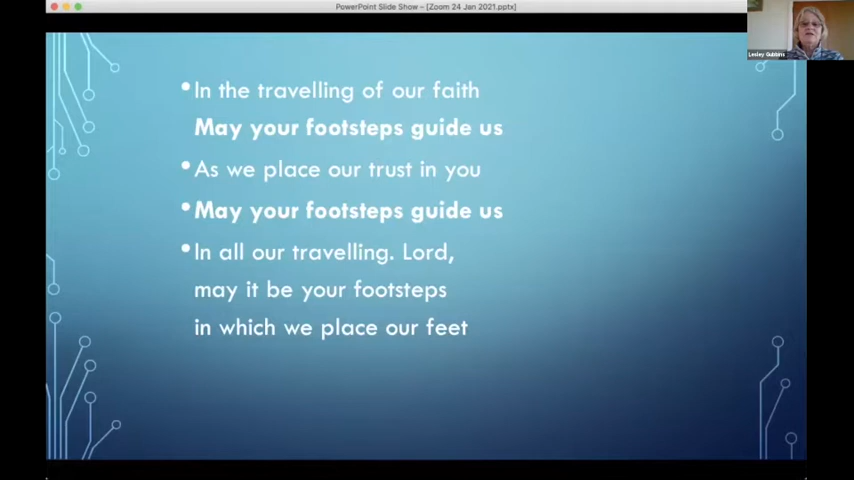 PowerPoint Slide Show - [Zoom 24 Jan 2021.pptx]
Lesley Gubbins
• In the travelling of our faith
May your footsteps guide us
• As we place our trust in you
• May your footsteps guide us
• In all our travelling. Lord,
may it be your footsteps
in which we place our feet